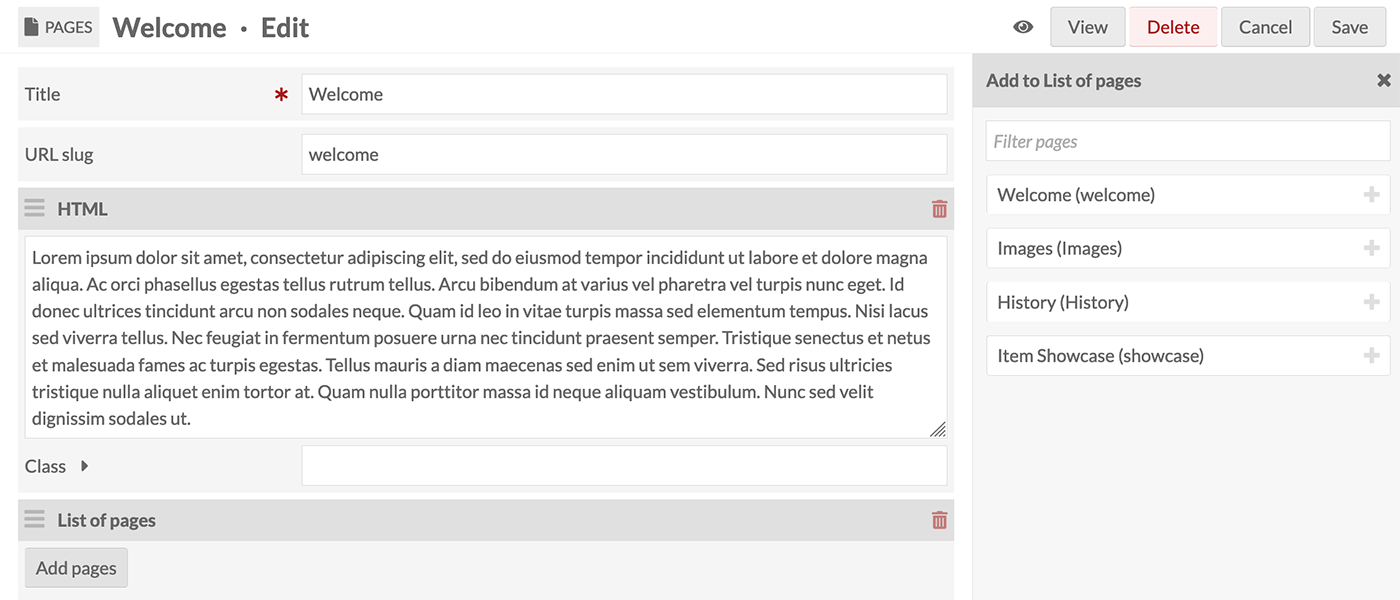 PAGES Welcome · Edit View Delete Cancel Save
Title * Welcome
URL slug welcome
HTML
Lorem ipsum dolor sit amet, consectetur adipiscing elit, sed do eiusmod tempor incididunt ut labore et dolore magna
aliqua. Ac orci phasellus egestas tellus rutrum tellus. Arcu bibendum at varius vel pharetra vel turpis nunc eget. Id
donec ultrices tincidunt arcu non sodales neque. Quam id leo in vitae turpis massa sed elementum tempus. Nisi lacus
sed viverra tellus. Nec feugiat in fermentum posuere urna nec tincidunt praesent semper. Tristique senectus et netus
et malesuada fames ac turpis egestas. Tellus mauris a diam maecenas sed enim ut sem viverra. Sed risus ultricies
tristique nulla aliquet enim tortor at. Quam nulla porttitor massa id neque aliquam vestibulum. Nunc sed velit
dignissim sodales ut.
Class
List of pages
Add pages
Add to List of pages
Filter pages
Welcome (welcome)
Images (Images)
History (History)
Item Showcase (showcase)